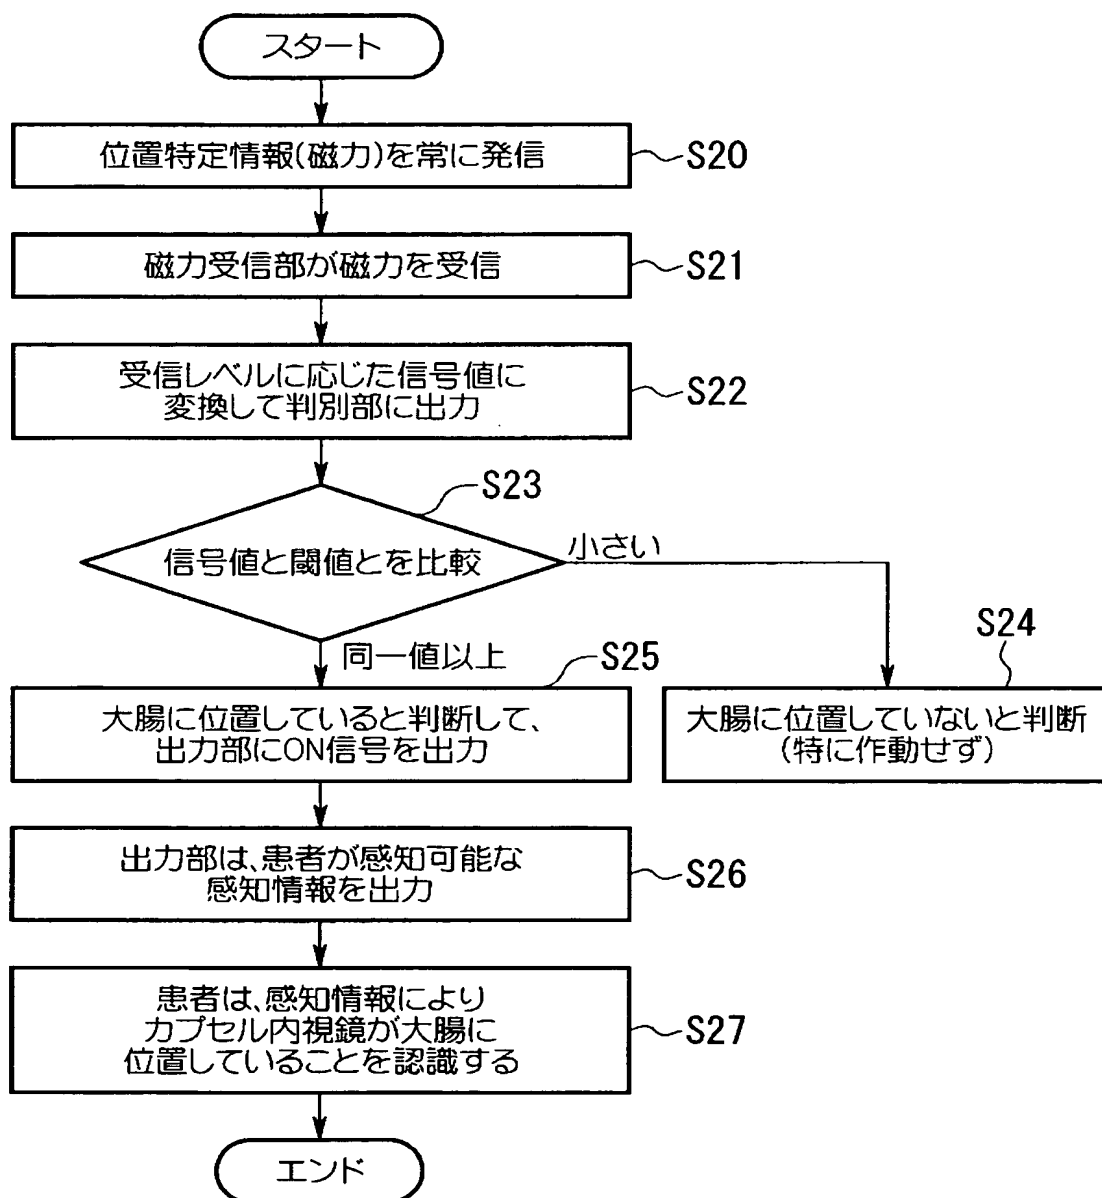 スタート
位置特定情報(磁力)を常に発信
S20
磁力受信部が磁力を受信
S21
受信レベルに応じた信号値に
変換して判別部に出力
S22
S23
信号値と閾値とを比較
小さい
同一値以上
S24
大腸に位置していないと判断
(特に作動せず)
S25
大腸に位置していると判断して、
出力部にON信号を出力
出力部は、患者が感知可能な
感知情報を出力
S26
患者は、感知情報により
カプセル内視鏡が大腸に
位置していることを認識する
S27
エンド